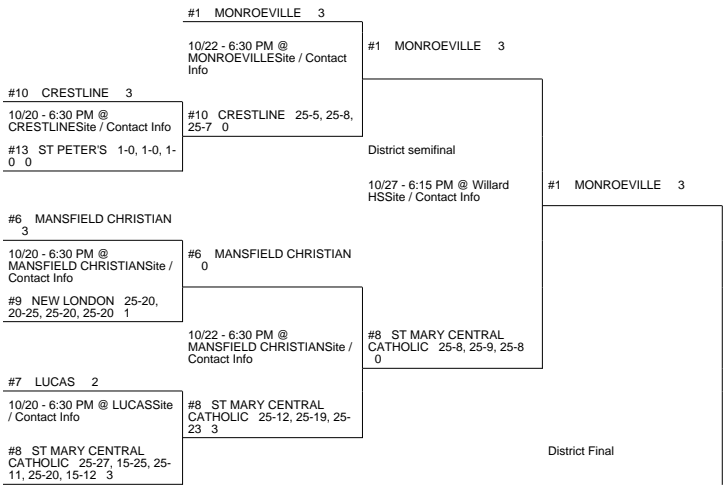 #1 MONROEVILLE 3
10/22 - 6:30 PM @
MONROEVILLESite / Contact
Info
#1 MONROEVILLE 3
#10 CRESTLINE 3
10/20 - 6:30 PM @
CRESTLINESite / Contact Info
#10 CRESTLINE 25-5, 25-8,
25-7 0
#13 ST PETER'S 1-0, 1-0, 1-
0 0
District semifinal
10/27 - 6:15 PM @ Willard
HSSite / Contact Info
#1 MONROEVILLE 3
#6 MANSFIELD CHRISTIAN
3
10/20 - 6:30 PM @
MANSFIELD CHRISTIANSite /
Contact Info
#6 MANSFIELD CHRISTIAN
0
#9 NEW LONDON 25-20,
20-25, 25-20, 25-20 1
10/22 - 6:30 PM @
MANSFIELD CHRISTIANSite /
Contact Info
#8 ST MARY CENTRAL
CATHOLIC 25-8, 25-9, 25-8
0
#7 LUCAS 2
10/20 - 6:30 PM @ LUCASSite
/ Contact Info
#8 ST MARY CENTRAL
CATHOLIC 25-12, 25-19, 25-
23 3
#8 ST MARY CENTRAL
CATHOLIC 25-27, 15-25, 25-
11, 25-20, 15-12 3
District Final